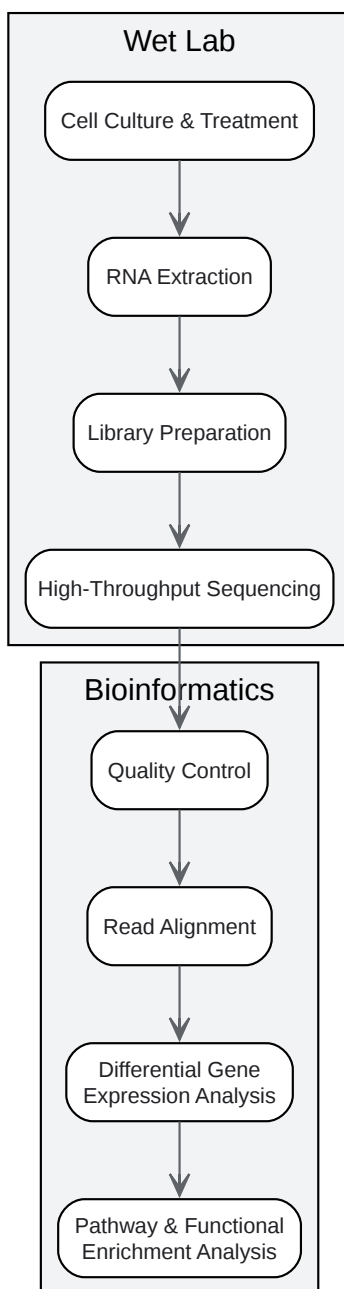 Wet Lab
Cell Culture & Treatment
RNA Extraction
Library Preparation
High-Throughput Sequencing
Bioinformatics
Quality Control
Read Alignment
Differential Gene
Expression Analysis
Pathway & Functional
Enrichment Analysis